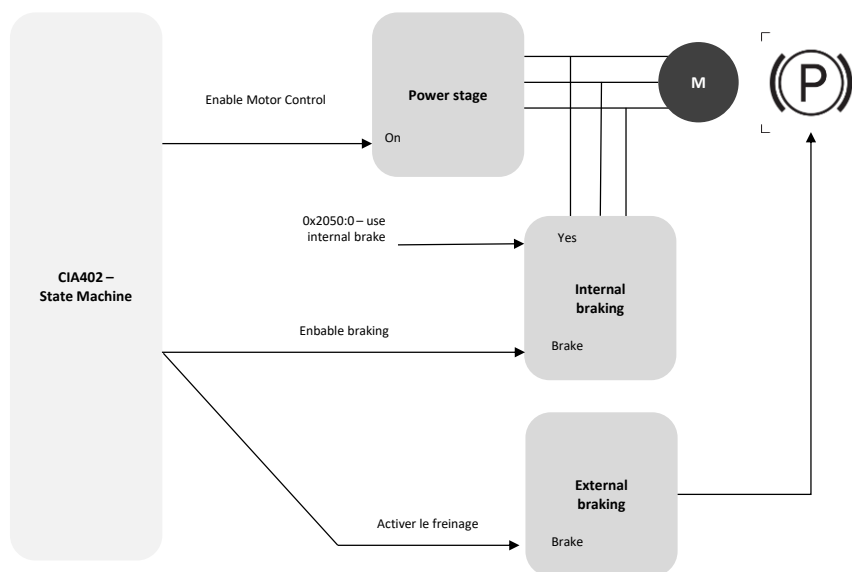 Enable Motor Control
Power stage
On
M
P
0x2050:0 – use
internal brake
Yes
CIA402 –
State Machine
Internal
braking
Enbable braking
Brake
External
braking
Activer le freinage
Brake